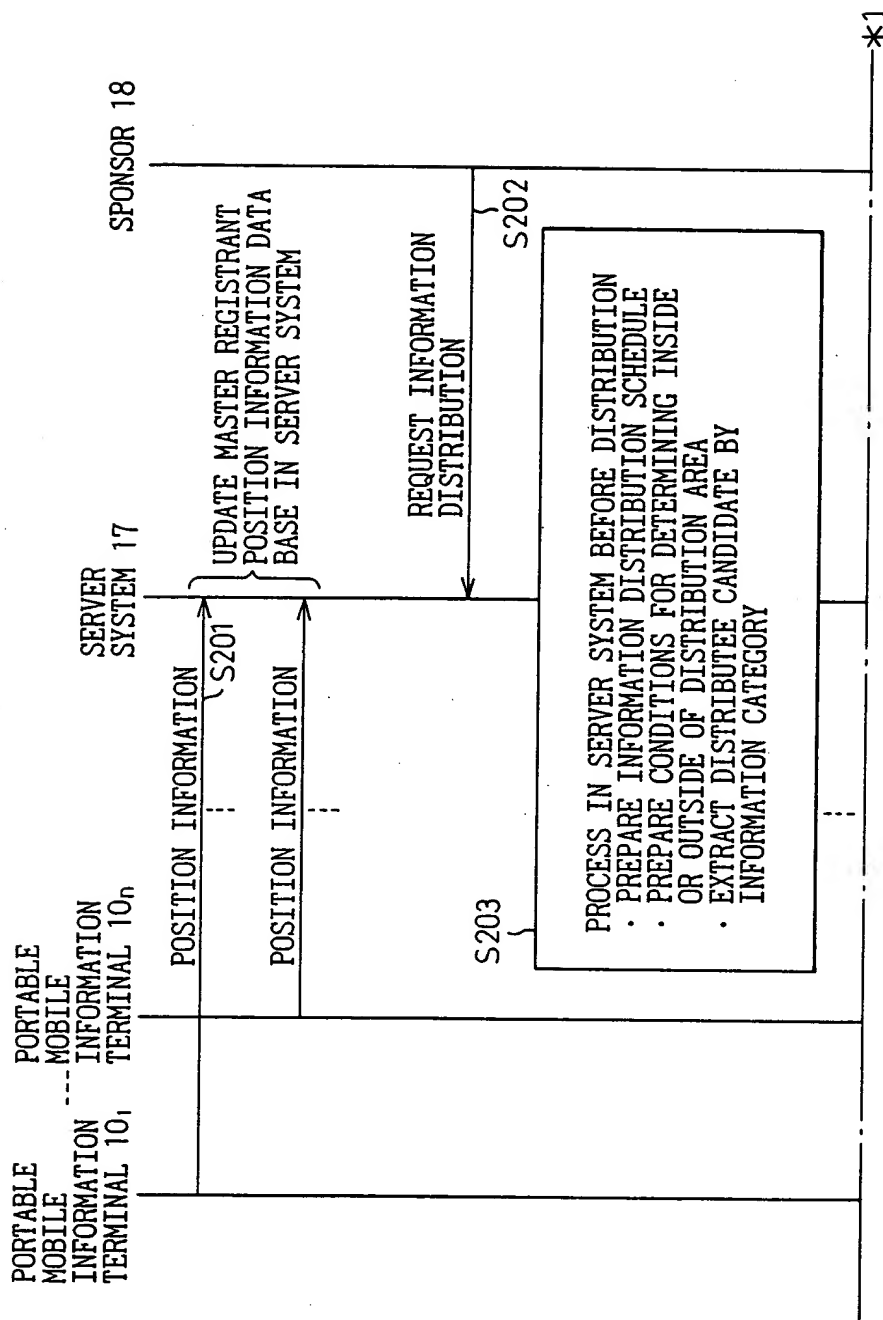 PORTABLE
MOBILE
INFORMATION
TERMINAL 10₁
PORTABLE
MOBILE
INFORMATION
TERMINAL 10n
SERVER
SYSTEM 17
SPONSOR 18
POSITION INFORMATION
S201
POSITION INFORMATION
UPDATE MASTER REGISTRANT
POSITION INFORMATION DATA
BASE IN SERVER SYSTEM
REQUEST INFORMATION
DISTRIBUTION
S202
S203
PROCESS IN SERVER SYSTEM BEFORE DISTRIBUTION
· PREPARE INFORMATION DISTRIBUTION SCHEDULE
· PREPARE CONDITIONS FOR DETERMINING INSIDE
OR OUTSIDE OF DISTRIBUTION AREA
· EXTRACT DISTRIBUTEE CANDIDATE BY
INFORMATION CATEGORY
*1